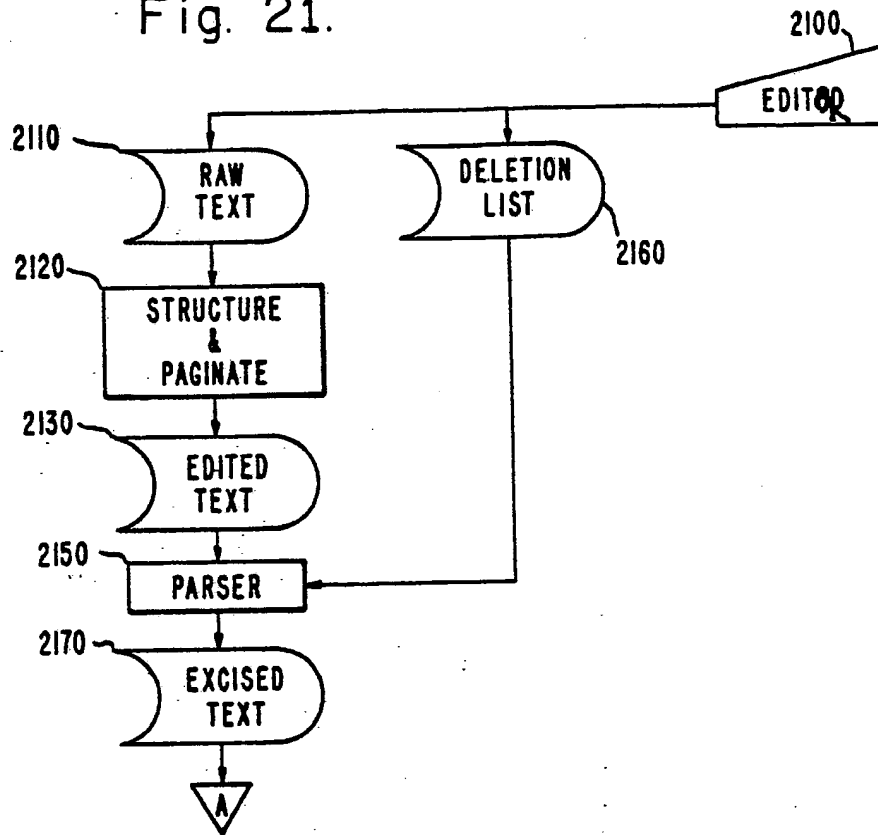 Fig. 21.
2100
EDITOR
2110
RAW
TEXT
DELETION
LIST
2160
2120
STRUCTURE
&
PAGINATE
2130
EDITED
TEXT
2150
PARSER
2170
EXCISED
TEXT
A